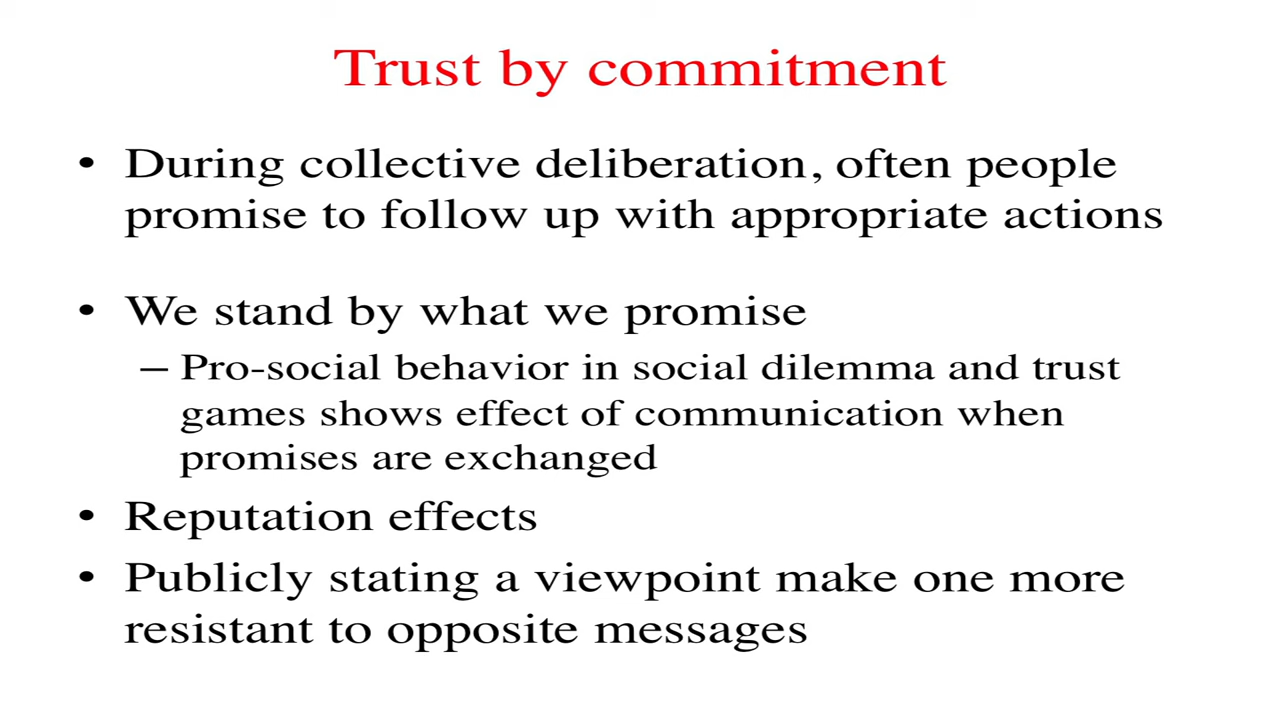 Trust by commitment
• During collective deliberation, often people
promise to follow up with appropriate actions
• We stand by what we promise
– Pro-social behavior in social dilemma and trust
games shows effect of communication when
promises are exchanged
• Reputation effects
• Publicly stating a viewpoint make one more
resistant to opposite messages